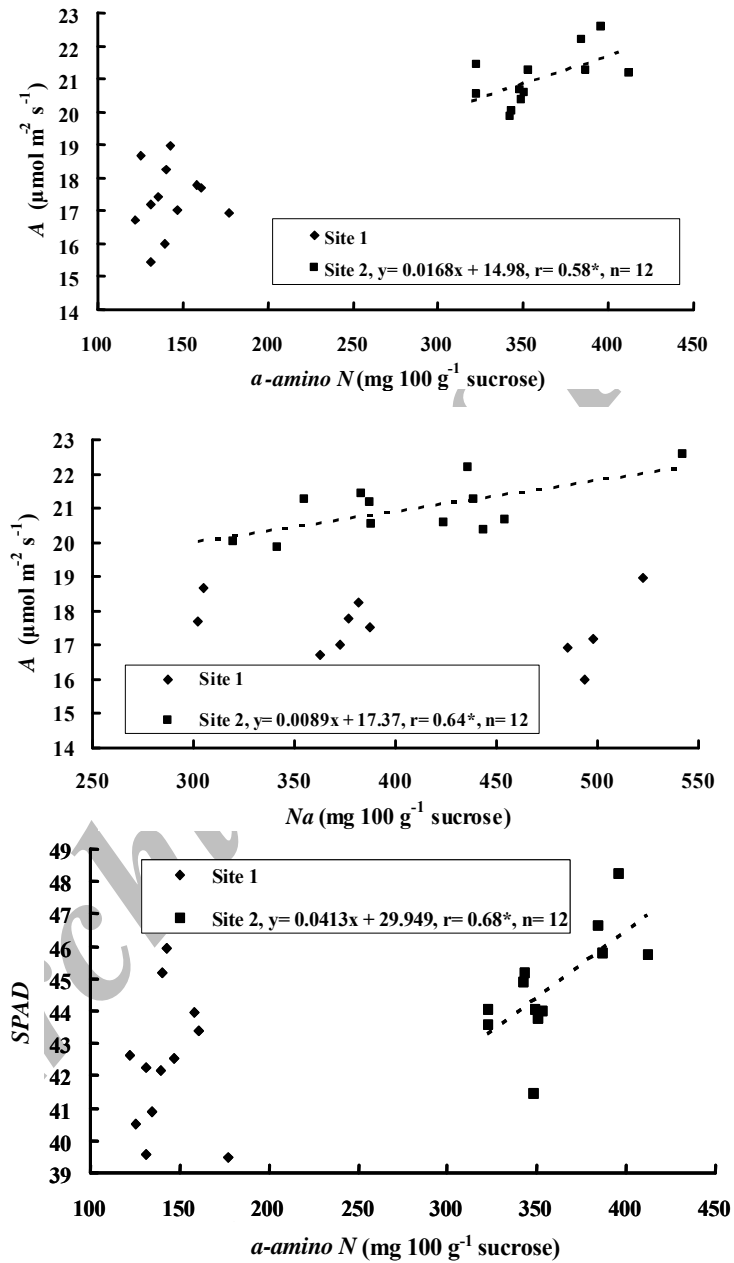 23
22
21
20
19
18
17
16
15
14
A (µmol m⁻² s⁻¹)
Site 1
Site 2, y= 0.0168x + 14.98, r= 0.58*, n= 12
100 150 200 250 300 350 400 450
a-amino N (mg 100 g⁻¹ sucrose)
23
22
21
20
19
18
17
16
15
14
A (µmol m⁻² s⁻¹)
Site 1
Site 2, y= 0.0089x + 17.37, r= 0.64*, n= 12
250 300 350 400 450 500 550
Na (mg 100 g⁻¹ sucrose)
49
48
47
46
45
44
43
42
41
40
39
SPAD
Site 1
Site 2, y= 0.0413x + 29.949, r= 0.68*, n= 12
100 150 200 250 300 350 400 450
a-amino N (mg 100 g⁻¹ sucrose)